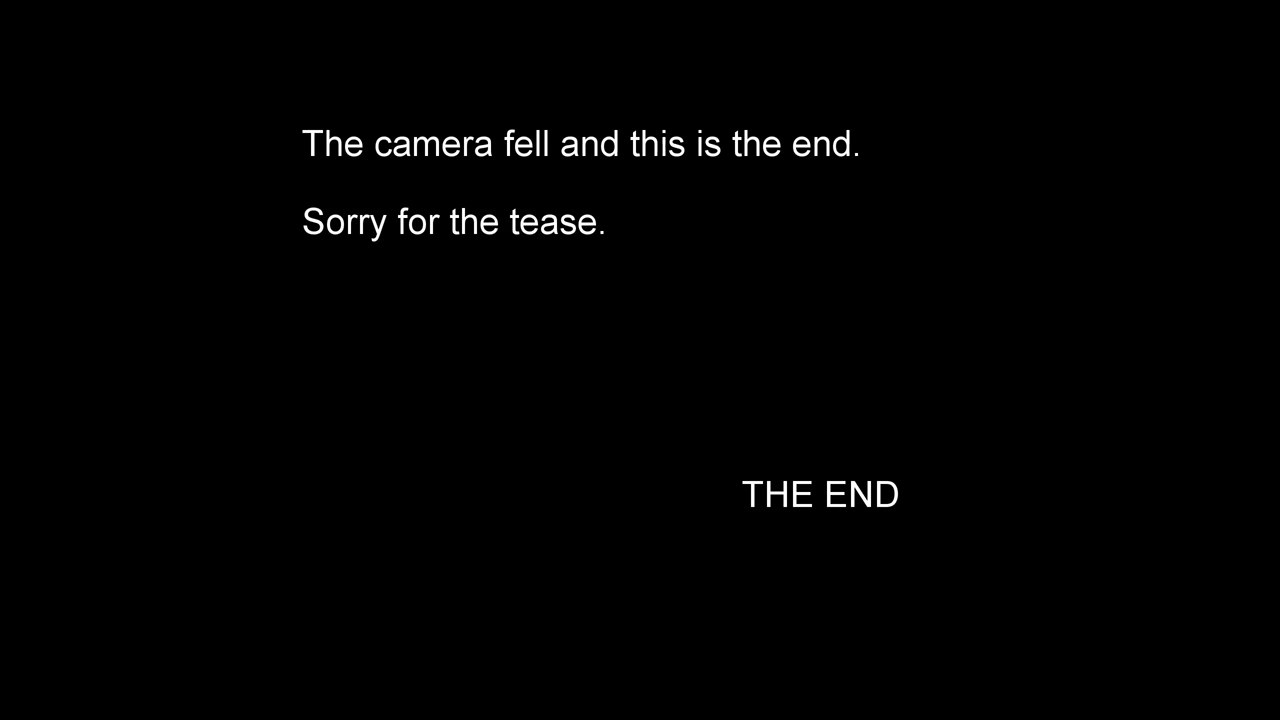 The camera fell and this is the end.
Sorry for the tease.
THE END